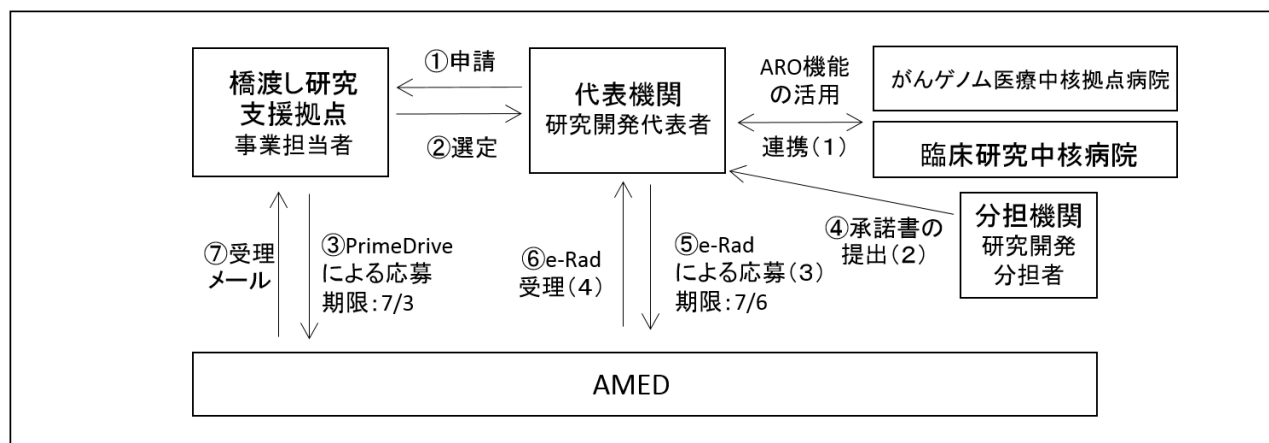 ①申請
橋渡し研究
支援拠点
事業担当者
②選定
代表機関
研究開発代表者
ARO機能
の活用
連携(1)
がんゲノム医療中核拠点病院
臨床研究中核病院
分担機関
研究開発
分担者
④承諾書の
提出(2)
⑦受理
メール
③PrimeDrive
による応募
期限:7/3
⑥e-Rad
受理(4)
⑤e-Rad
による応募(3)
期限:7/6
AMED